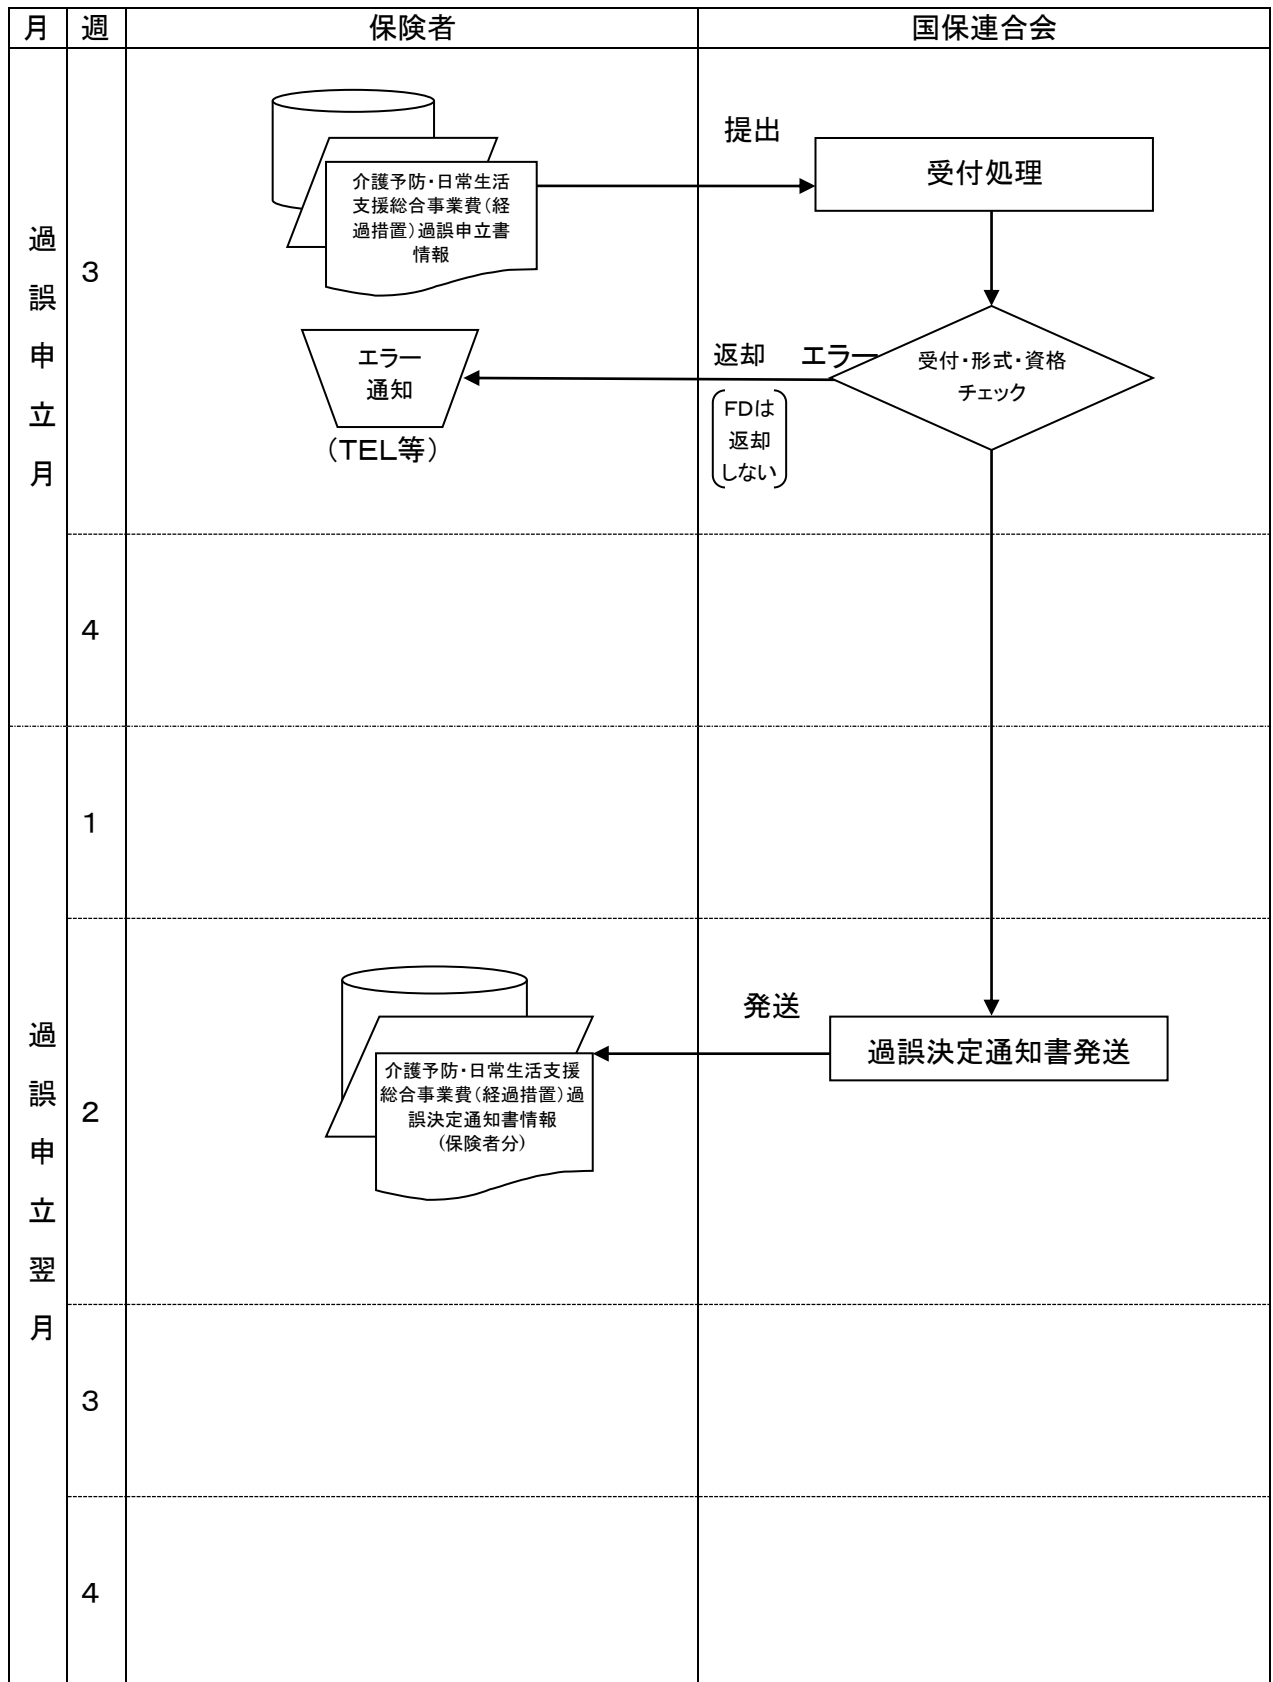 月 週 保険者 国保連合会
過
誤
申
立
月
3
介護予防・日常生活
支援総合事業費(経
過措置)過誤申立書
情報
提出
受付処理
エラー
通知
(TEL等)
返却 エラー
FDは
返却
しない
受付・形式・資格
チェック
4
過
誤
申
立
翌
月
1
2
介護予防・日常生活支援
総合事業費(経過措置)過
誤決定通知書情報
(保険者分)
発送
過誤決定通知書発送
3
4